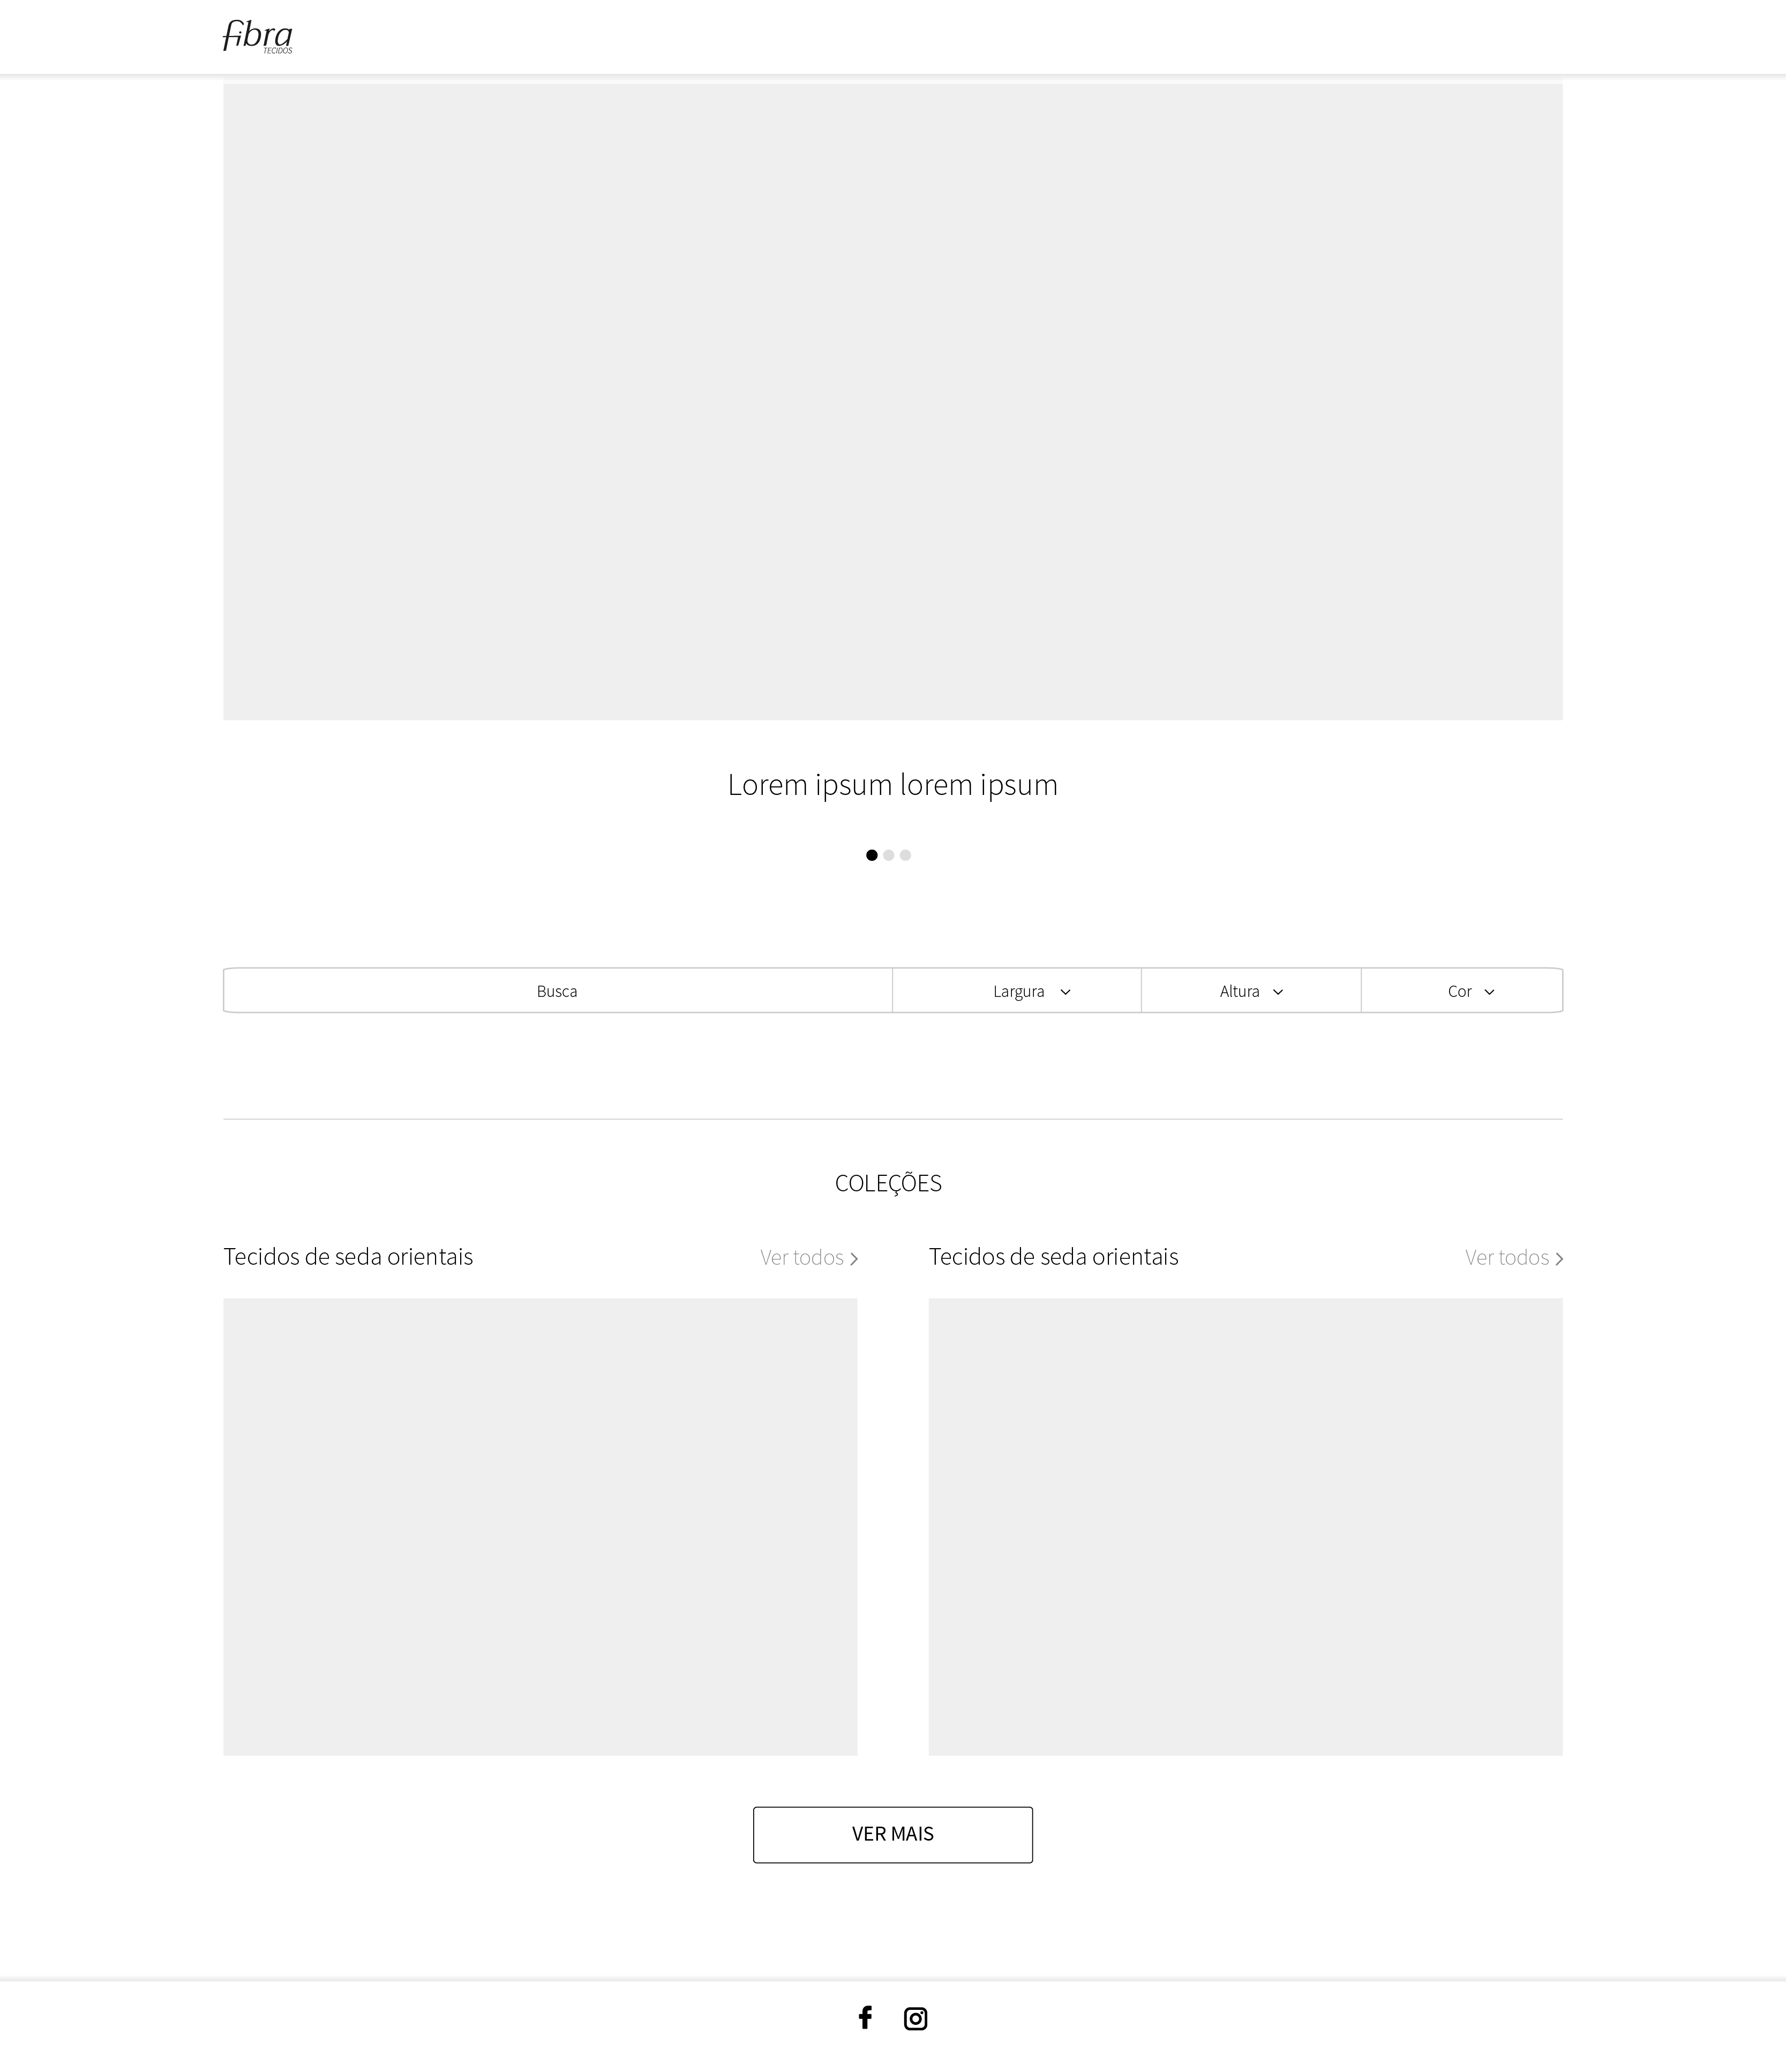 fibra
TECIDOS
Lorem ipsum lorem ipsum
Busca Largura Altura Cor
COLEÇÕES
Tecidos de seda orientais Ver todos Tecidos de seda orientais Ver todos
VER MAIS